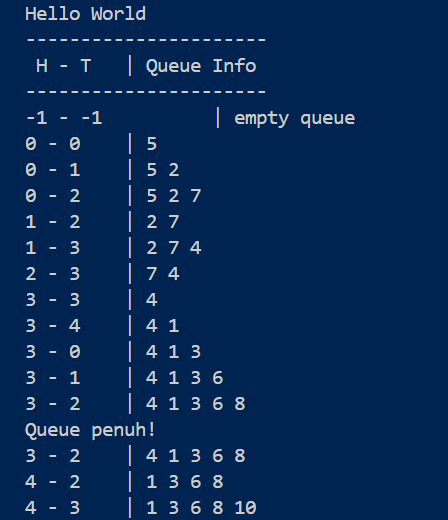 Hello World
-----------------------
 H - T   | Queue Info
-----------------------
-1 - -1          | empty queue
0 - 0    | 5
0 - 1    | 5 2
0 - 2    | 5 2 7
1 - 2    | 2 7
1 - 3    | 2 7 4
2 - 3    | 7 4
3 - 3    | 4
3 - 4    | 4 1
3 - 0    | 4 1 3
3 - 1    | 4 1 3 6
3 - 2    | 4 1 3 6 8
Queue penuh!
3 - 2    | 4 1 3 6 8
4 - 2    | 1 3 6 8
4 - 3    | 1 3 6 8 10